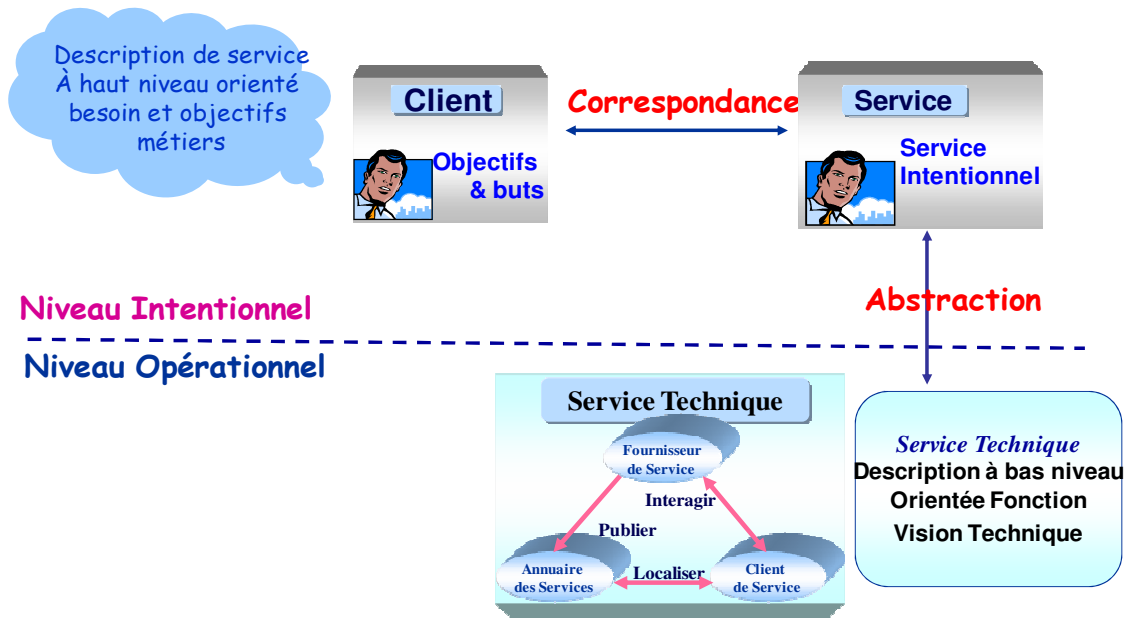 Description de service
À haut niveau orienté
besoin et objectifs
métiers
Client
Objectifs
& buts
Correspondance
Service
Service
Intentionnel
Niveau Intentionnel
Abstraction
Niveau Opérationnel
Service Technique
Fournisseur
de Service
Interagir
Publier
Annuaire
des Services
Localiser
Client
de Service
Service Technique
Description à bas niveau
Orientée Fonction
Vision Technique